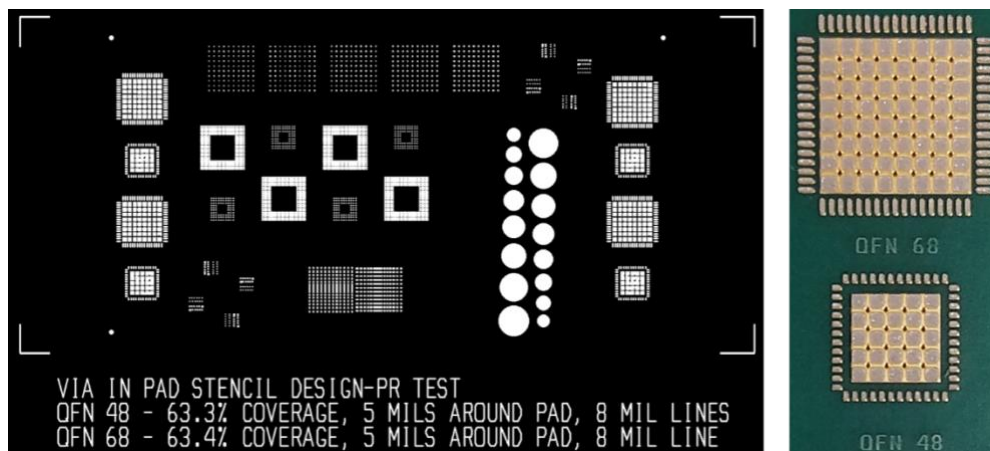 VIA IN PAD STENCIL DESIGN-PR TEST
QFN 48 - 63.3% COVERAGE, 5 MILS AROUND PAD, 8 MIL LINES
QFN 68 - 63.4% COVERAGE, 5 MILS AROUND PAD, 8 MIL LINE
QFN 68
QFN 48